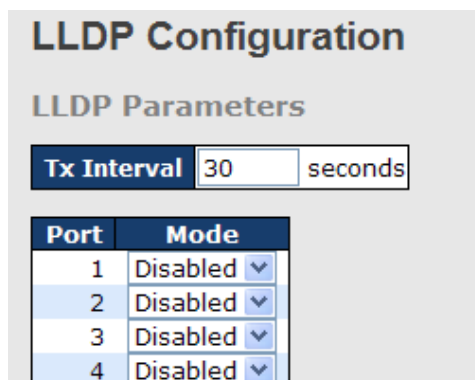 LLDP Configuration
LLDP Parameters
Tx Interval 30 seconds
Port Mode
1 Disabled
2 Disabled
3 Disabled
4 Disabled